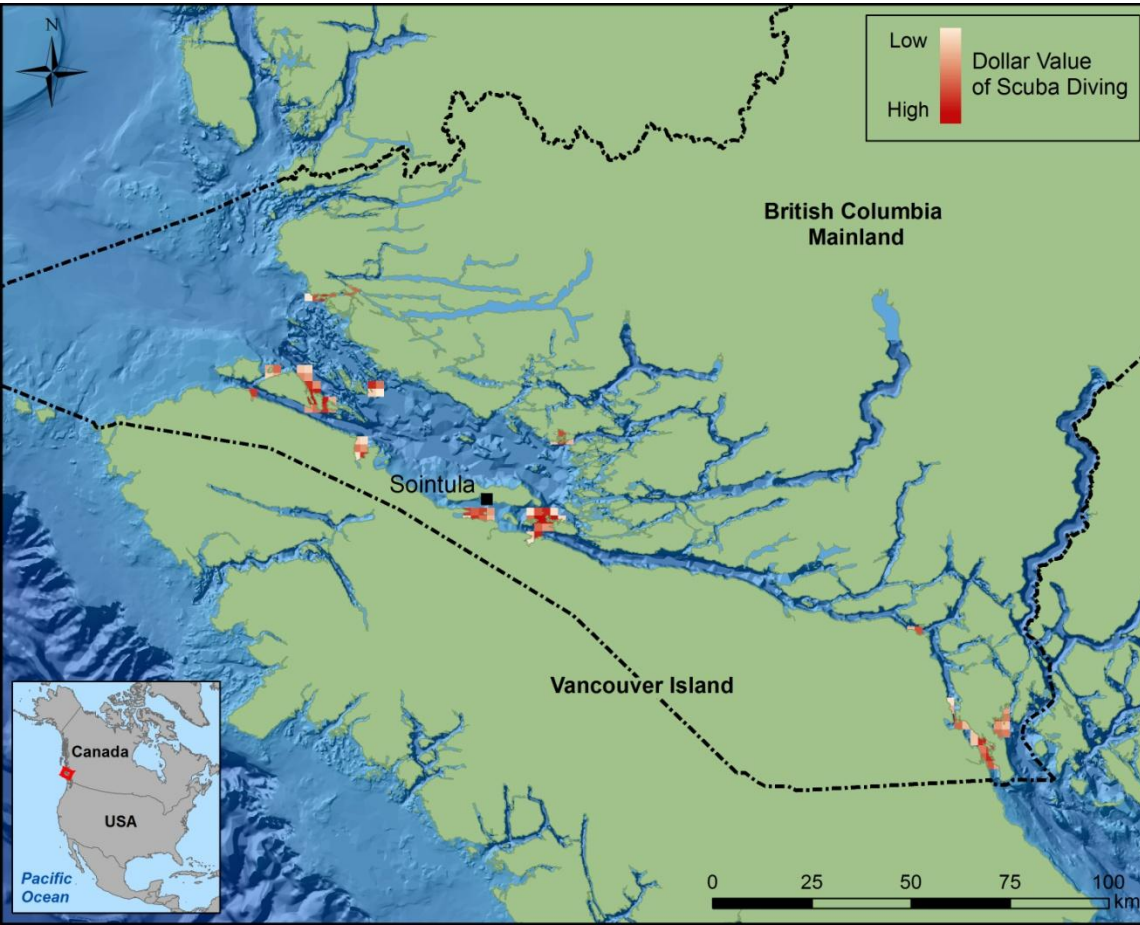 N
Low
High
Dollar Value
of Scuba Diving
British Columbia
Mainland
Sointula
Vancouver Island
Canada
USA
Pacific
Ocean
0 25 50 75 100
km